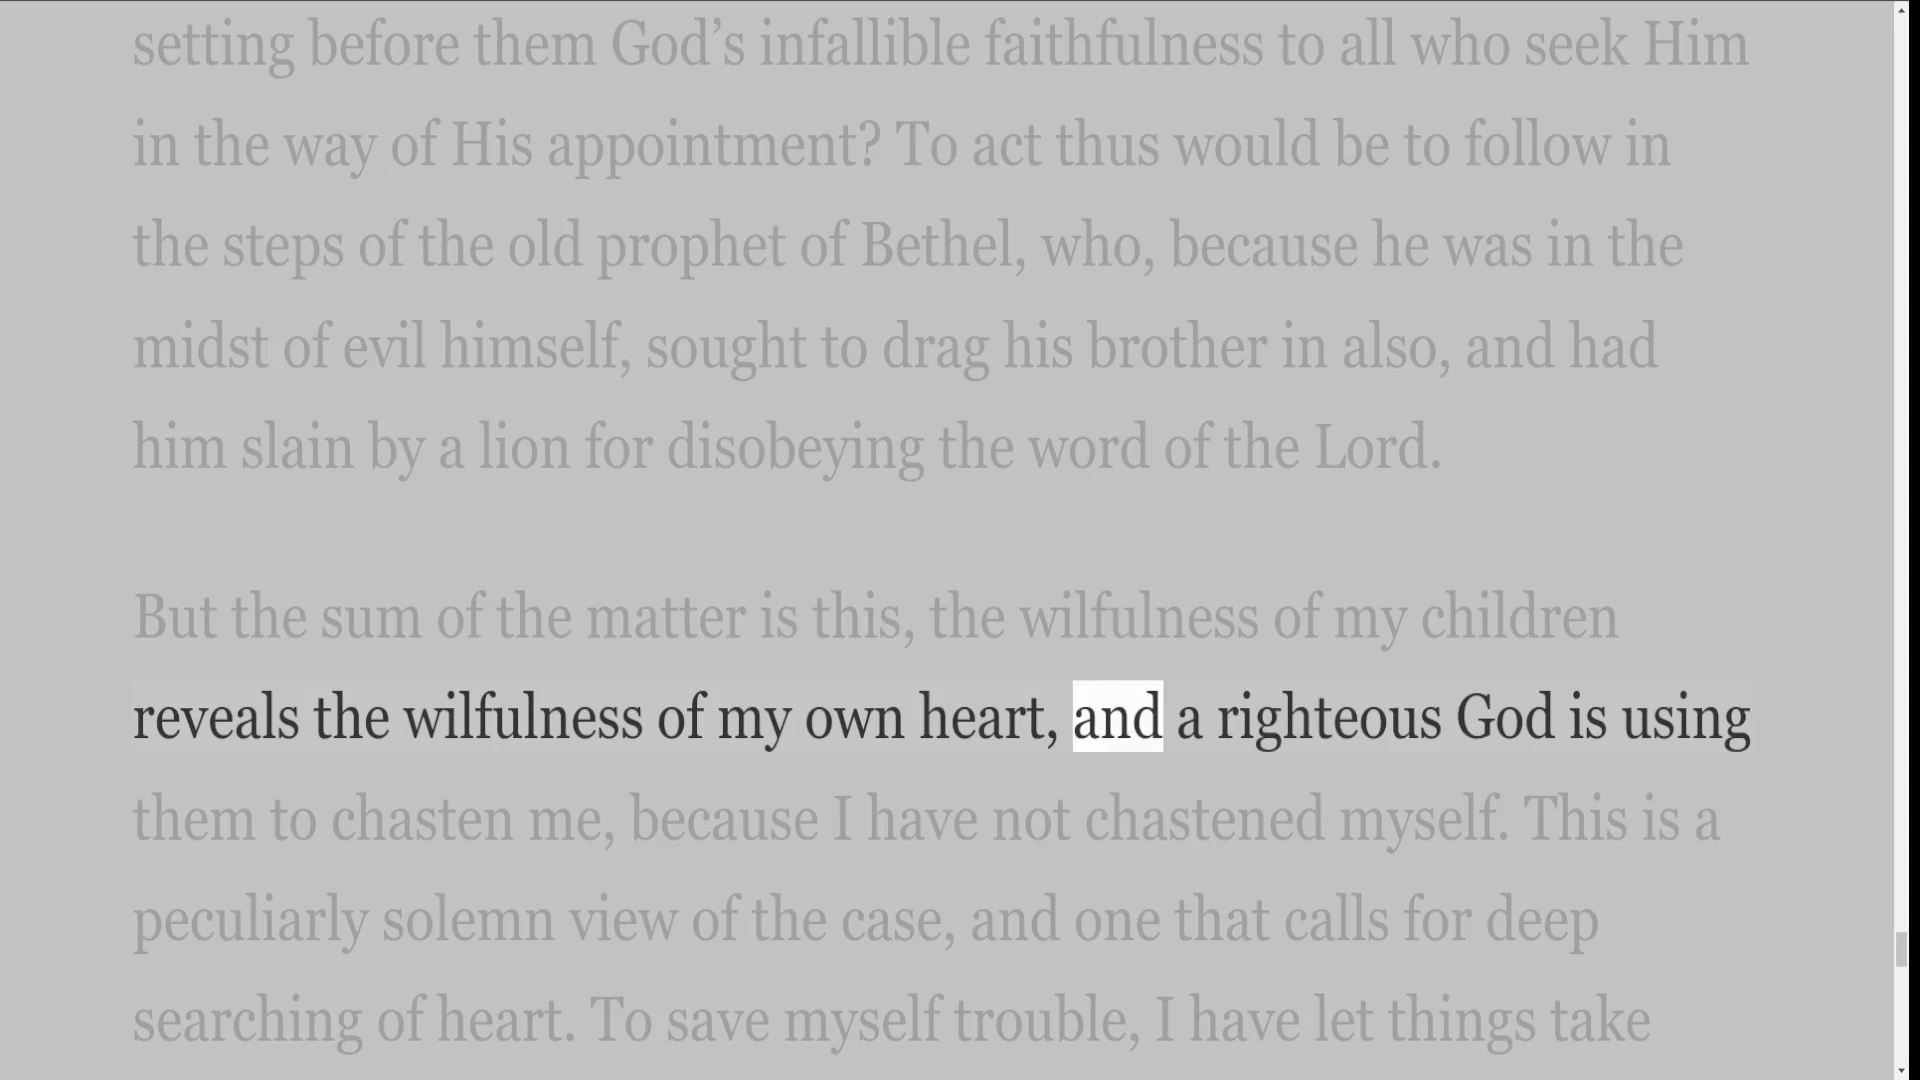 setting before them God’s infallible faithfulness to all who seek Him
in the way of His appointment? To act thus would be to follow in
the steps of the old prophet of Bethel, who, because he was in the
midst of evil himself, sought to drag his brother in also, and had
him slain by a lion for disobeying the word of the Lord.
But the sum of the matter is this, the wilfulness of my children
reveals the wilfulness of my own heart, and a righteous God is using
them to chasten me, because I have not chastened myself. This is a
peculiarly solemn view of the case, and one that calls for deep
searching of heart. To save myself trouble, I have let things take